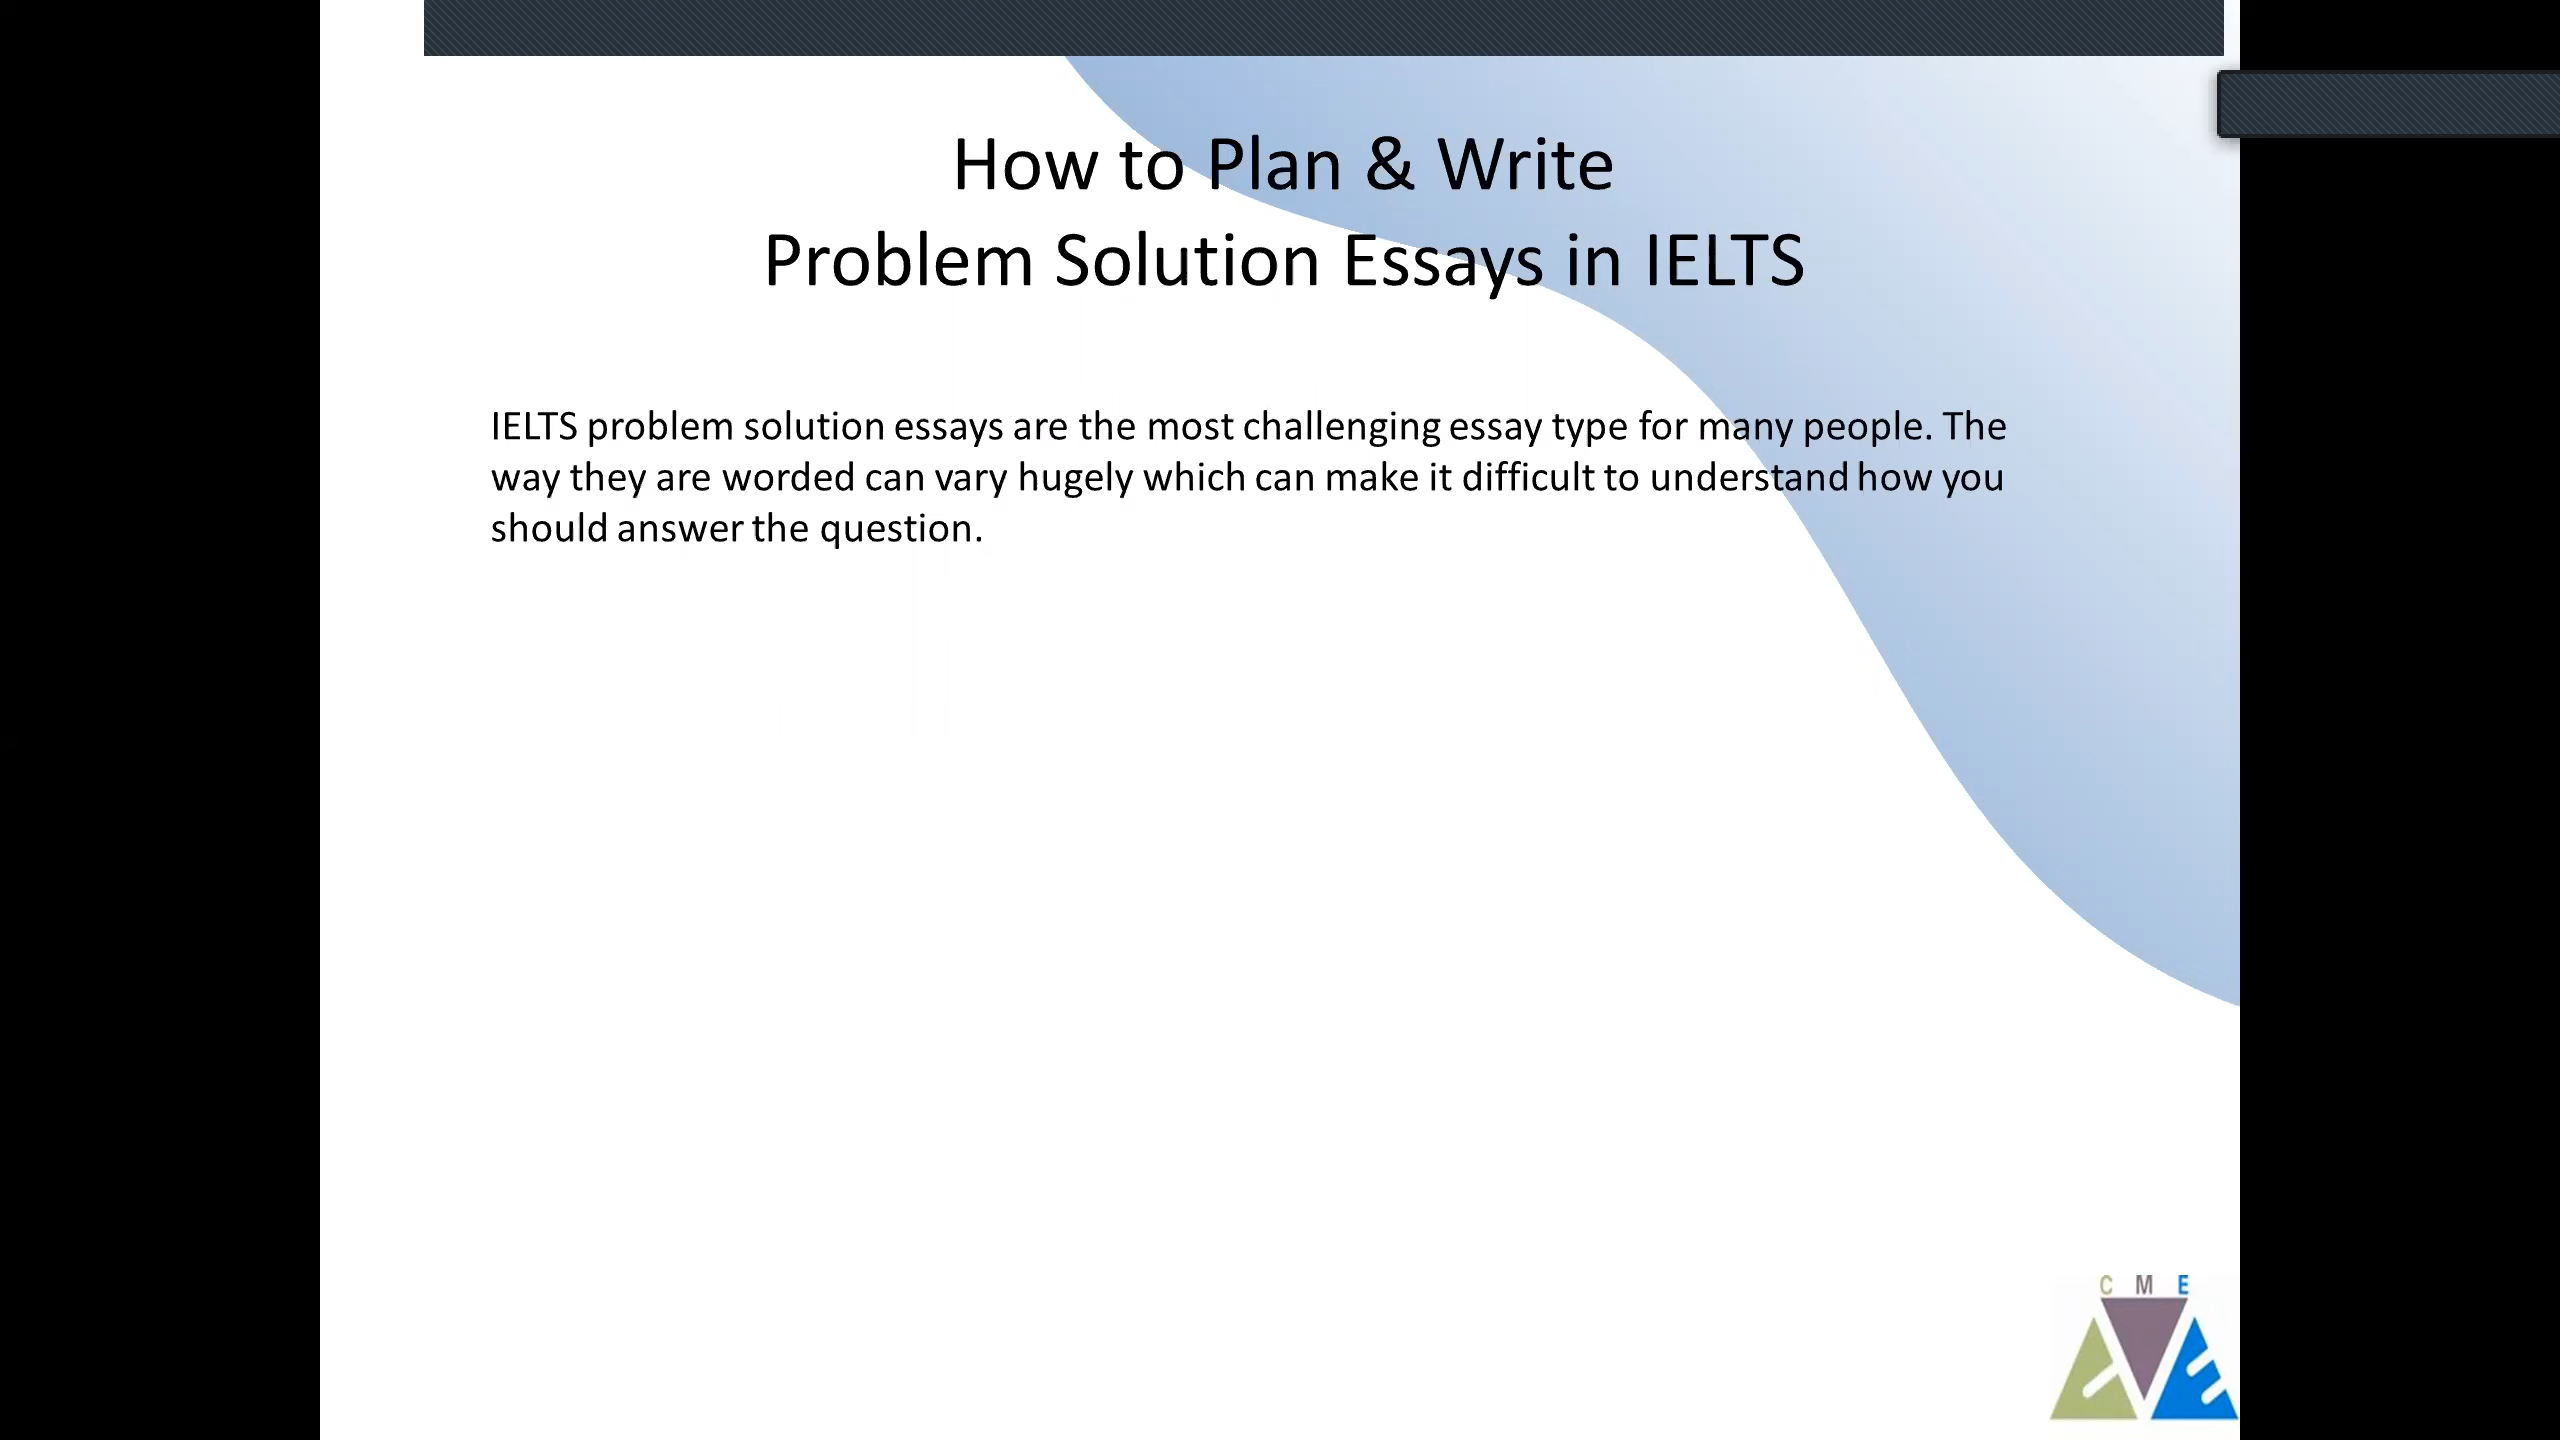 How to Plan & Write
Problem Solution Essays in IELTS
IELTS problem solution essays are the most challenging essay type for many people. The
way they are worded can vary hugely which can make it difficult to understand how you
should answer the question.
C M E